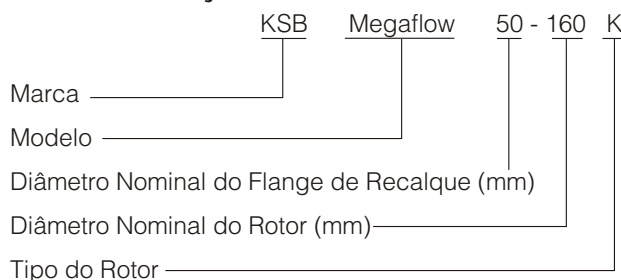 KSB Megaflow 50 - 160 K
Marca
Modelo
Diâmetro Nominal do Flange de Recalque (mm)
Diâmetro Nominal do Rotor (mm)
Tipo do Rotor